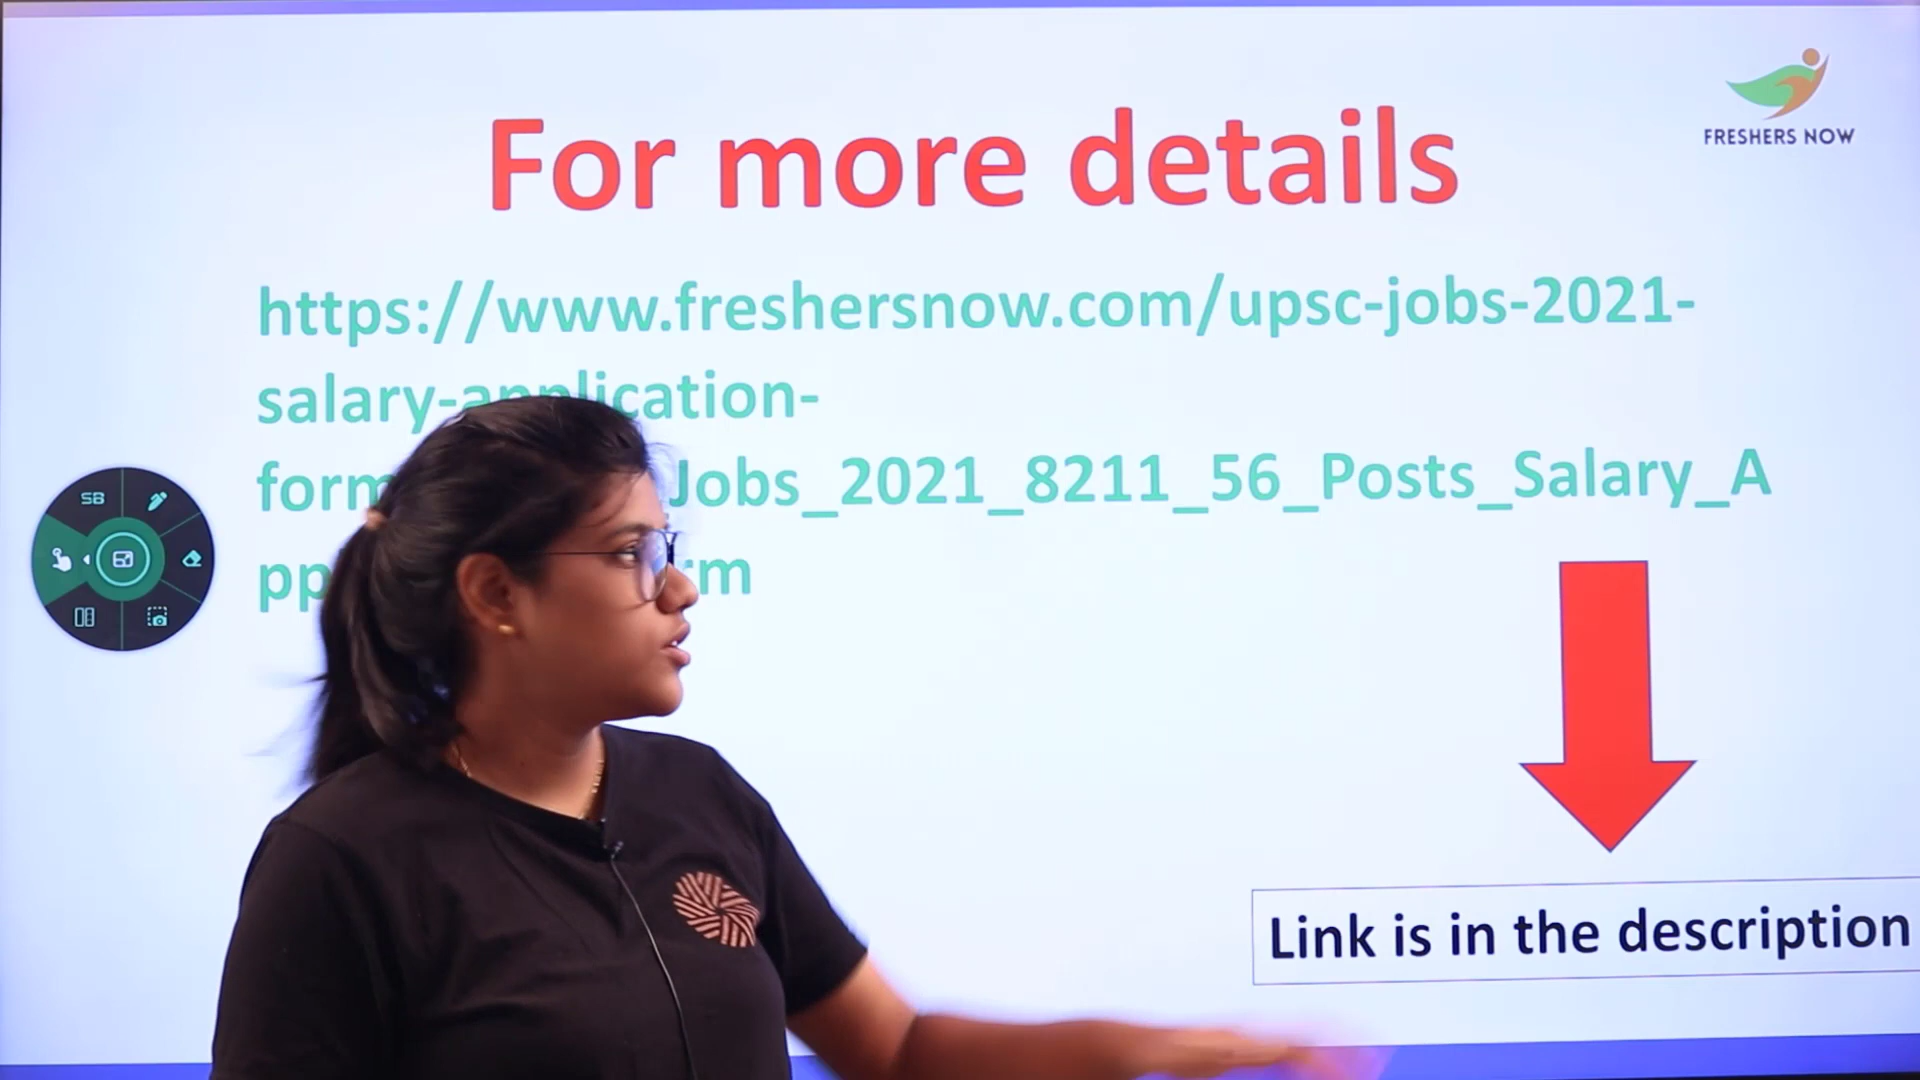 FRESHERS NOW
For more details
https://www.freshersnow.com/upsc-jobs-2021-
salary-application-
form Jobs_2021_8211_56_Posts_Salary_A
pp rm
SB
Link is in the description